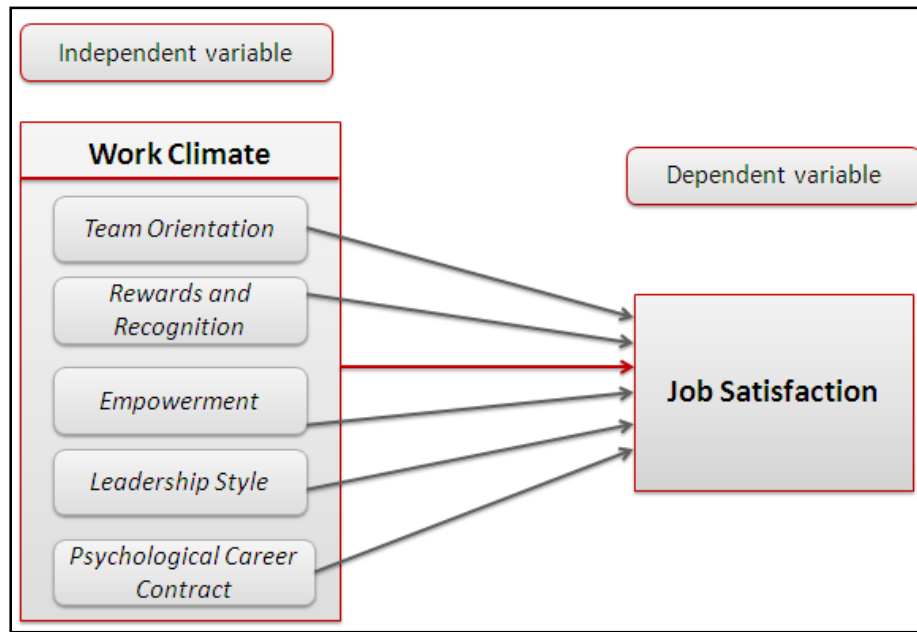 Independent variable
Work Climate
Team Orientation
Rewards and
Recognition
Empowerment
Leadership Style
Psychological Career
Contract
Dependent variable
Job Satisfaction